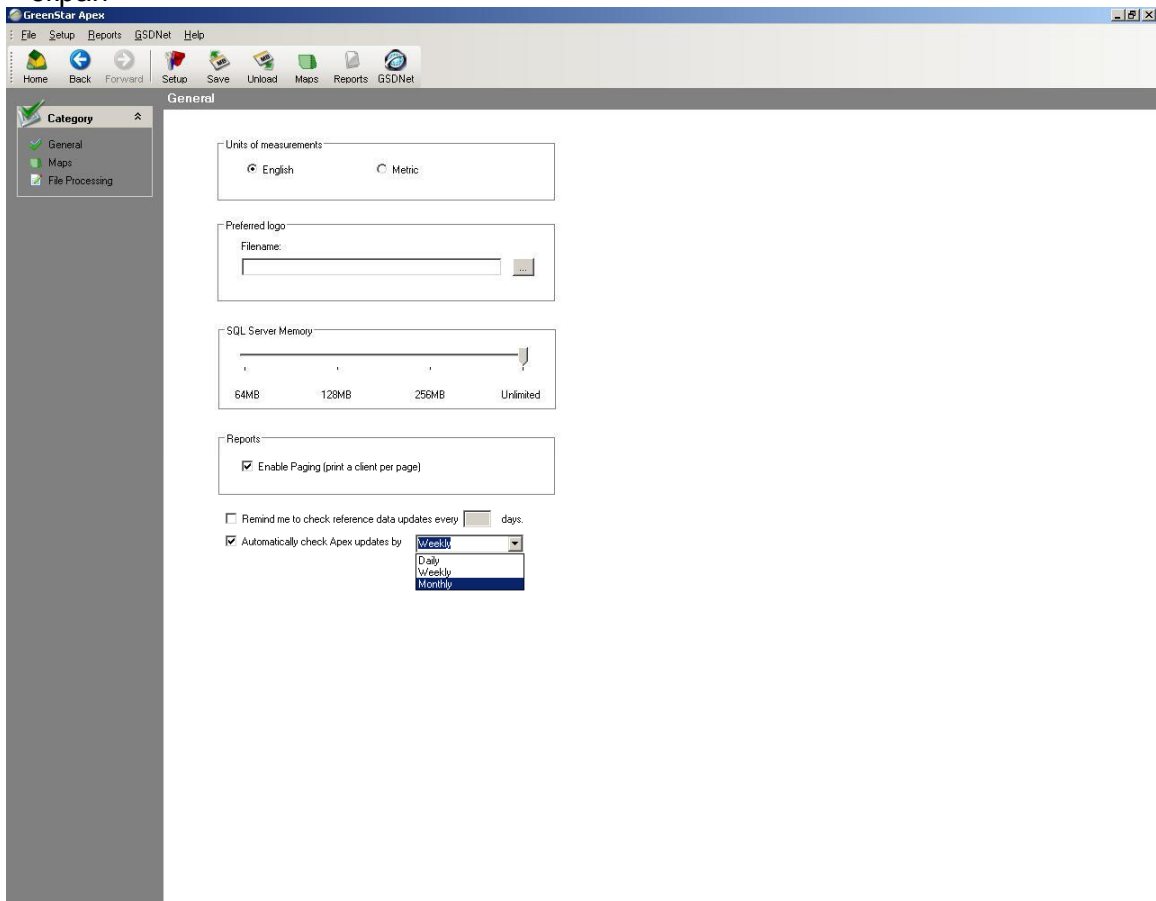 expan
GreenStar Apex
File Setup Reports GSDNet Help
Home Back Forward Setup Save Unload Maps Reports GSDNet
General
Category
General
Maps
File Processing
Units of measurements
English Metric
Preferred logo
Filename:
...
SQL Server Memory
64MB 128MB 256MB Unlimited
Reports
Enable Paging (print a client per page)
Remind me to check reference data updates every days.
Automatically check Apex updates by Weekly
Daily
Weekly
Monthly